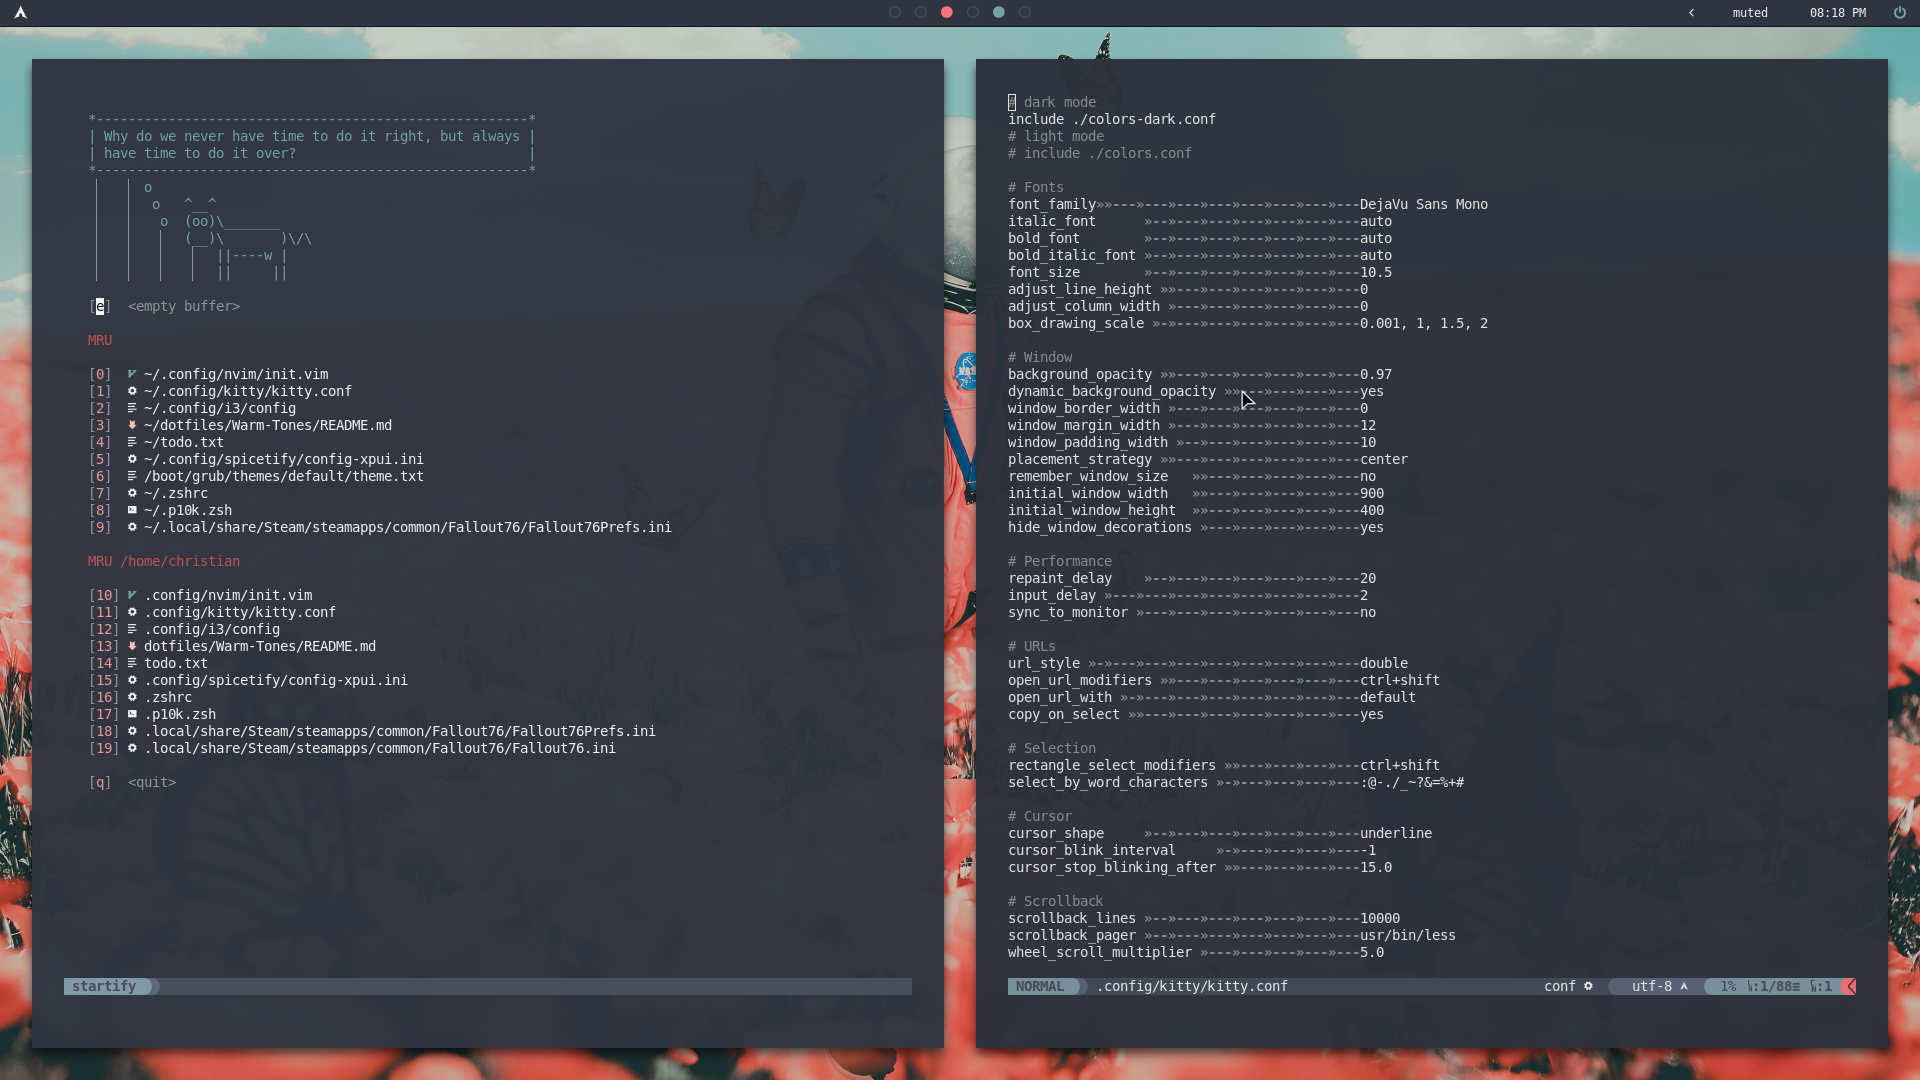 muted
08:18 PM
*------------------------------------------------------*
| Why do we never have time to do it right, but always |
| have time to do it over?                             |
*------------------------------------------------------*
       o
        o   ^__^
         o  (oo)\_______
            (__)\       )\/\
                ||----w |
                ||     ||
[e]  <empty buffer>
MRU
[0]  ~/.config/nvim/init.vim
[1]  ~/.config/kitty/kitty.conf
[2]  ~/.config/i3/config
[3]  ~/dotfiles/Warm-Tones/README.md
[4]  ~/todo.txt
[5]  ~/.config/spicetify/config-xpui.ini
[6]  /boot/grub/themes/default/theme.txt
[7]  ~/.zshrc
[8]  ~/.p10k.zsh
[9]  ~/.local/share/Steam/steamapps/common/Fallout76/Fallout76Prefs.ini
MRU /home/christian
[10] .config/nvim/init.vim
[11] .config/kitty/kitty.conf
[12] .config/i3/config
[13] dotfiles/Warm-Tones/README.md
[14] todo.txt
[15] .config/spicetify/config-xpui.ini
[16] .zshrc
[17] .p10k.zsh
[18] .local/share/Steam/steamapps/common/Fallout76/Fallout76Prefs.ini
[19] .local/share/Steam/steamapps/common/Fallout76/Fallout76.ini
[q]  <quit>
startify
# dark mode
include ./colors-dark.conf
# light mode
# include ./colors.conf
# Fonts
font_family»»---»---»---»---»---»---»---»---DejaVu Sans Mono
italic_font      »--»---»---»---»---»---»---auto
bold_font        »--»---»---»---»---»---»---auto
bold_italic_font »--»---»---»---»---»---»---auto
font_size        »--»---»---»---»---»---»---10.5
adjust_line_height »»---»---»---»---»---»---0
adjust_column_width »---»---»---»---»---»---0
box_drawing_scale »-»---»---»---»---»---»---0.001, 1, 1.5, 2
# Window
background_opacity »»---»---»---»---»---»---0.97
dynamic_background_opacity »»---»---»---»---yes
window_border_width »---»---»---»---»---»---0
window_margin_width »---»---»---»---»---»---12
window_padding_width »--»---»---»---»---»---10
placement_strategy »»---»---»---»---»---»---center
remember_window_size   »»---»---»---»---»---no
initial_window_width   »»---»---»---»---»---900
initial_window_height  »»---»---»---»---»---400
hide_window_decorations »---»---»---»---»---yes
# Performance
repaint_delay    »--»---»---»---»---»---»---20
input_delay »---»---»---»---»---»---»---»---2
sync_to_monitor »---»---»---»---»---»---»---no
# URLs
url_style »-»---»---»---»---»---»---»---»---double
open_url_modifiers »»---»---»---»---»---»---ctrl+shift
open_url_with »-»---»---»---»---»---»---»---default
copy_on_select »»---»---»---»---»---»---»---yes
# Selection
rectangle_select_modifiers »»---»---»---»---ctrl+shift
select_by_word_characters »-»---»---»---»---:@-./_~?&=%+#
# Cursor
cursor_shape     »--»---»---»---»---»---»---underline
cursor_blink_interval     »-»---»---»---»----1
cursor_stop_blinking_after »»---»---»---»---15.0
# Scrollback
scrollback_lines »--»---»---»---»---»---»---10000
scrollback_pager »--»---»---»---»---»---»---usr/bin/less
wheel_scroll_multiplier »---»---»---»---»---5.0
NORMAL .config/kitty/kitty.conf conf utf-8 1% :1/88≡ :1